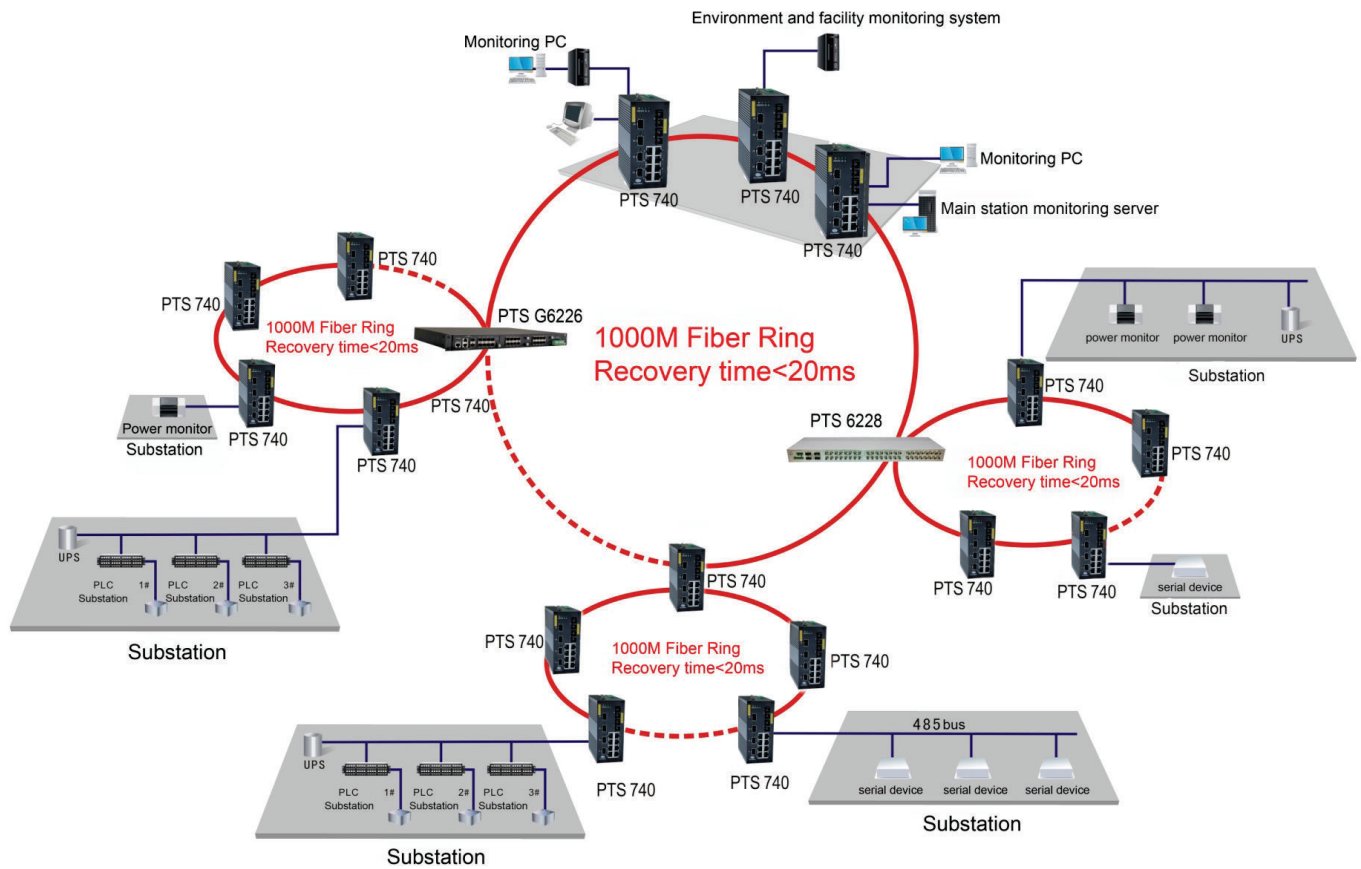 Environment and facility monitoring system
Monitoring PC
Monitoring PC
Main station monitoring server
PTS 740
PTS 740
PTS 740
PTS 740
PTS 740
1000M Fiber Ring
Recovery time<20ms
PTS G6226
1000M Fiber Ring
Recovery time<20ms
power monitor
power monitor
UPS
Substation
PTS 740
Power monitor
Substation
PTS 740
PTS 740
PTS 740
PTS 6228
PTS 740
1000M Fiber Ring
Recovery time<20ms
UPS
PLC
Substation
1#
PLC
Substation
2#
PLC
Substation
3#
Substation
PTS 740
PTS 740
PTS 740
serial device
Substation
PTS 740
1000M Fiber Ring
Recovery time<20ms
PTS 740
UPS
PLC
Substation
1#
PLC
Substation
2#
PLC
Substation
3#
Substation
PTS 740
PTS 740
485bus
serial device
serial device
serial device
Substation